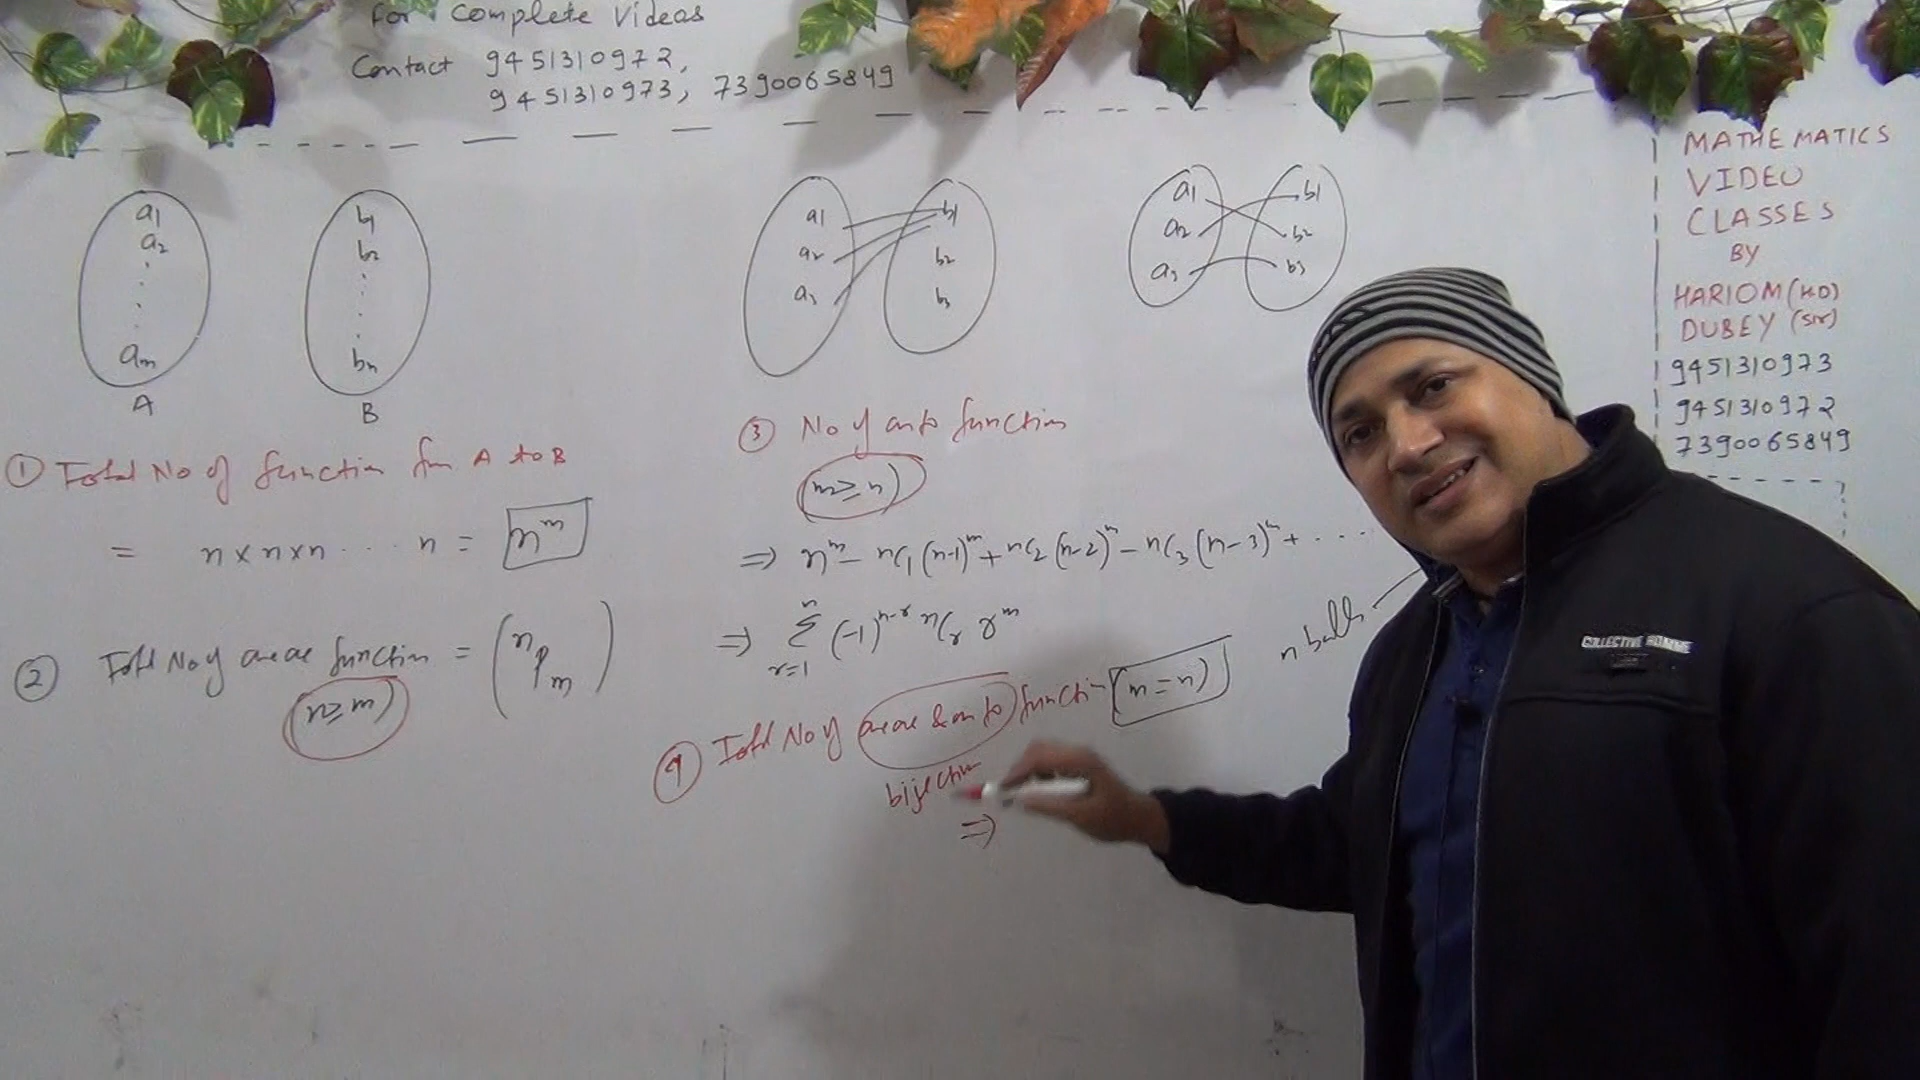 For Complete Videos
Contact 9451310972,
9451310973, 7390065849
MATHEMATICS
VIDEO
CLASSES
BY
HARIOM (HD)
DUBEY (Sir)
9451310973
9451310972
7390065849
a1
a2
am
A
b1
b2
bn
B
a1
a2
a3
b1
b2
b3
a1
a2
a3
b1
b2
b3
① Total No of function from A to B
= n × n × n . . . n = n^m
② Total No of one one function = (nPm)
(n ≥ m)
③ No of onto function
(m ≥ n)
⇒ n^m − nC1 (n-1)^m + nC2 (n-2)^m − nC3 (n-3)^m + . . . .
⇒ n Σ r=1 (-1)^n-r nCr r^m
n balls
④ Total No of one one & onto function (m = n)
bijection
⇒
COLLECTIVE